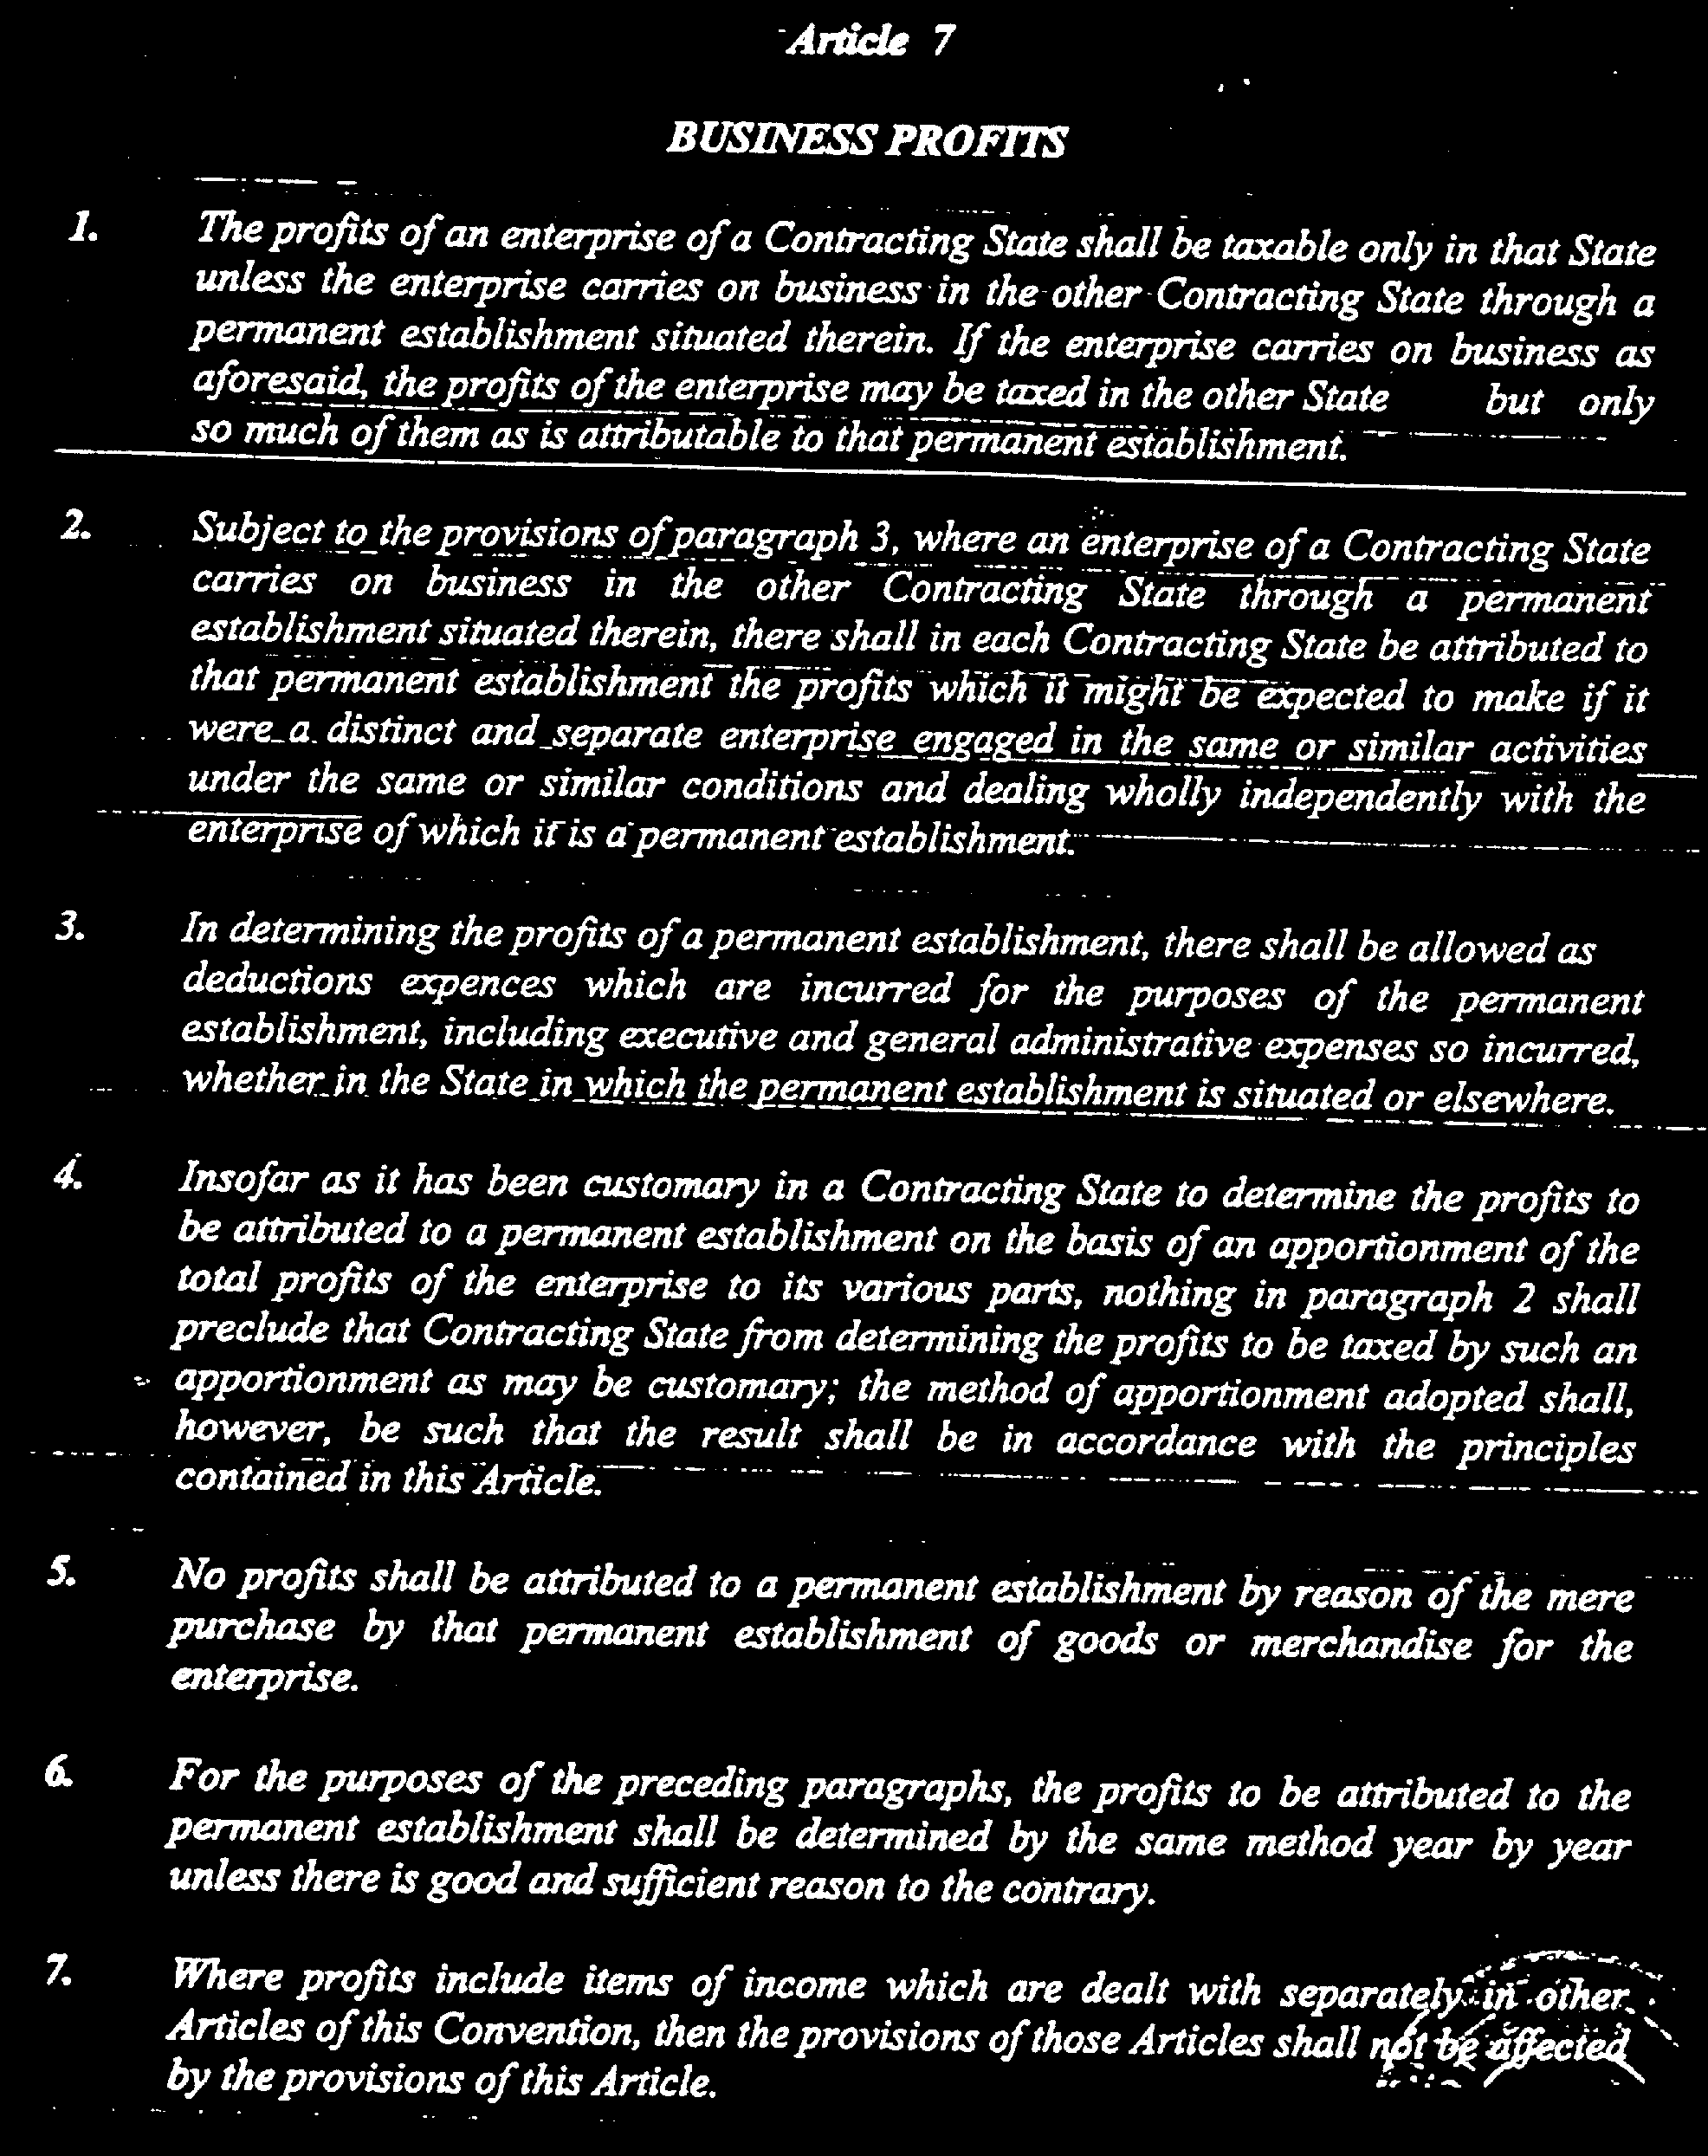 Article 7
BUSINESS PROFITS
1. The profits of an enterprise of a Contracting State shall be taxable only in that State
unless the enterprise carries on business in the other Contracting State through a
permanent establishment situated therein. If the enterprise carries on business as
aforesaid, the profits of the enterprise may be taxed in the other State but only
so much of them as is attributable to that permanent establishment.
2. Subject to the provisions of paragraph 3, where an enterprise of a Contracting State
carries on business in the other Contracting State through a permanent
establishment situated therein, there shall in each Contracting State be attributed to
that permanent establishment the profits which it might be expected to make if it
were a distinct and separate enterprise engaged in the same or similar activities
under the same or similar conditions and dealing wholly independently with the
enterprise of which it is a permanent establishment.
3. In determining the profits of a permanent establishment, there shall be allowed as
deductions expences which are incurred for the purposes of the permanent
establishment, including executive and general administrative expenses so incurred,
whether in the State in which the permanent establishment is situated or elsewhere.
4. Insofar as it has been customary in a Contracting State to determine the profits to
be attributed to a permanent establishment on the basis of an apportionment of the
total profits of the enterprise to its various parts, nothing in paragraph 2 shall
preclude that Contracting State from determining the profits to be taxed by such an
apportionment as may be customary; the method of apportionment adopted shall,
however, be such that the result shall be in accordance with the principles
contained in this Article.
5. No profits shall be attributed to a permanent establishment by reason of the mere
purchase by that permanent establishment of goods or merchandise for the
enterprise.
6. For the purposes of the preceding paragraphs, the profits to be attributed to the
permanent establishment shall be determined by the same method year by year
unless there is good and sufficient reason to the contrary.
7. Where profits include items of income which are dealt with separately in other
Articles of this Convention, then the provisions of those Articles shall not be affected
by the provisions of this Article.